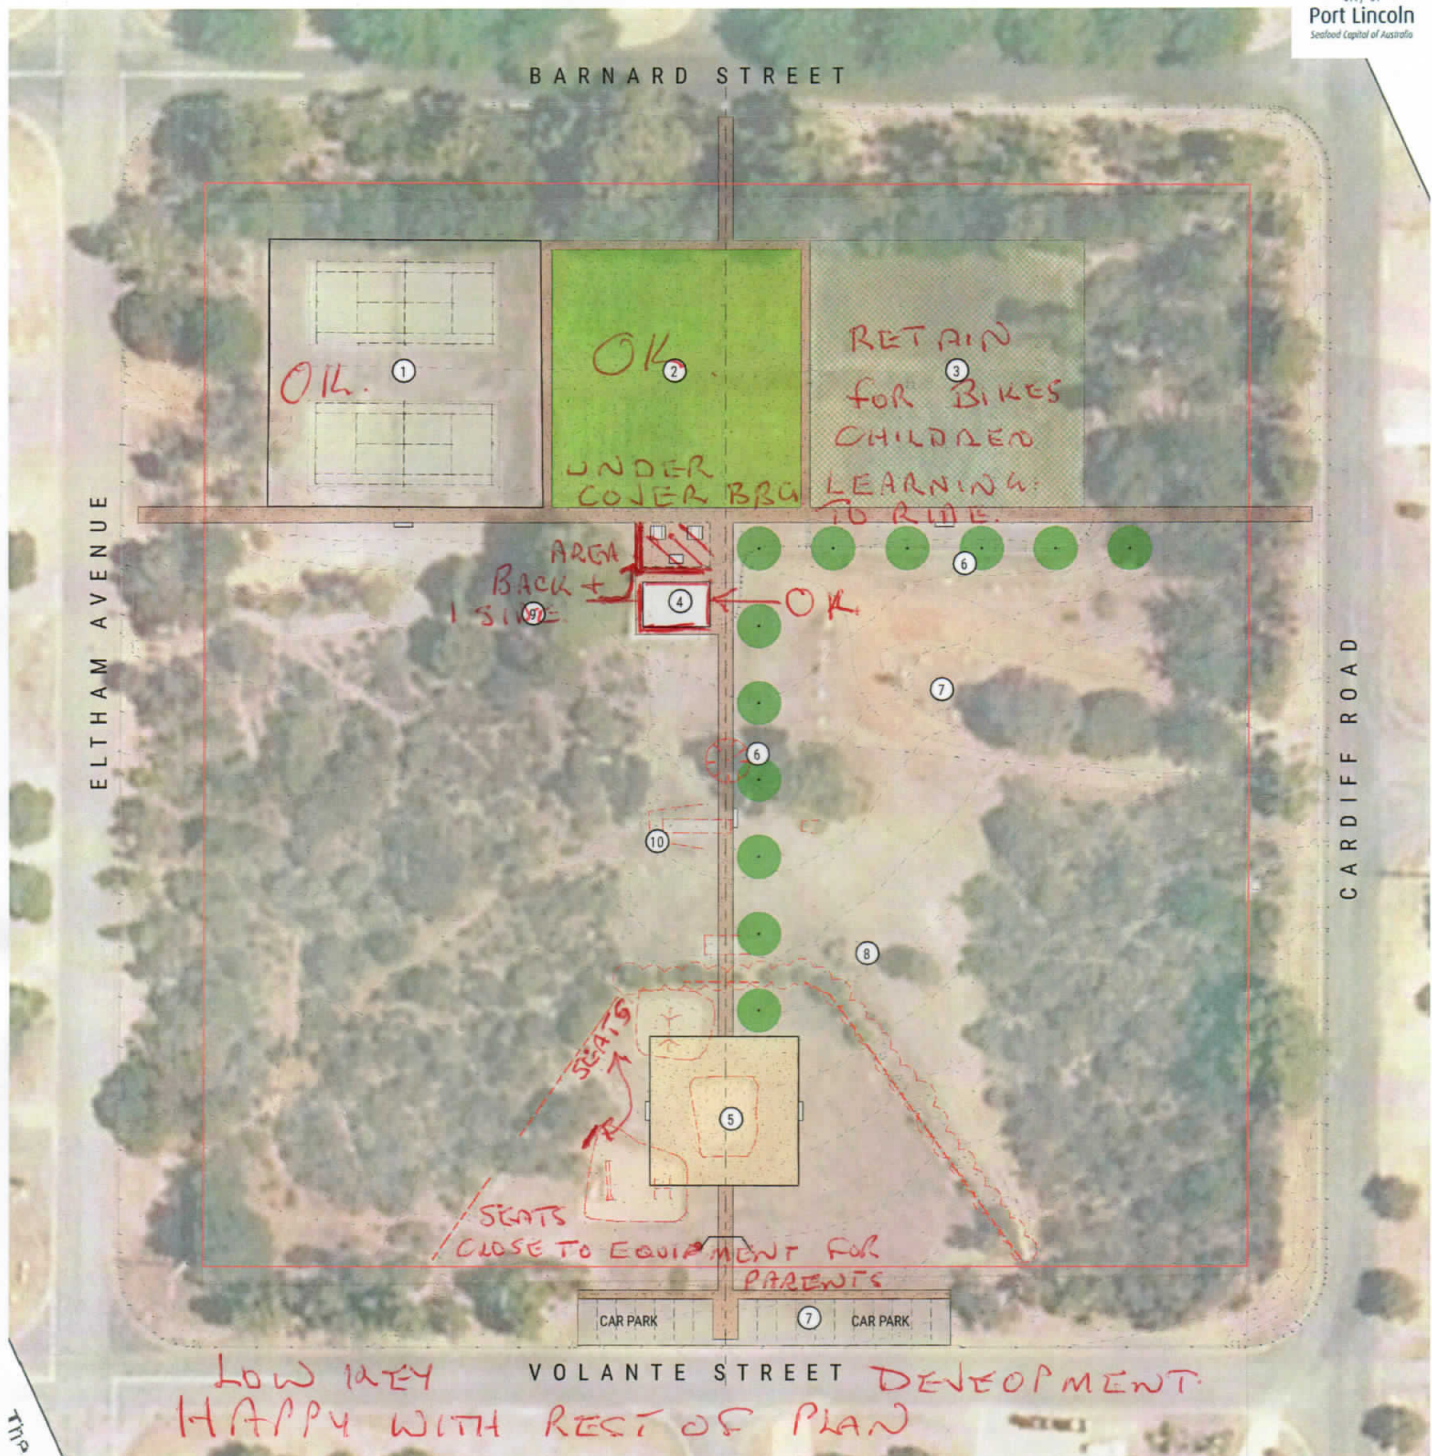 Port Lincoln
Seafood Capital of Australia
BARNARD STREET
ELTHAM AVENUE
CARDIFF ROAD
OK.
1
OK.
2
RETAIN
3
FOR BIKES
CHILDREN
LEARNING
TO RIDE.
UNDER
COVER BBQ
AREA
BACK +
1 SIDE
9
4
OK
6
7
6
10
8
SEATS
5
SEATS
CLOSE TO EQUIPMENT FOR
PARENTS
CAR PARK
7
CAR PARK
VOLANTE STREET
LOW KEY DEVEOPMENT.
HAPPY WITH REST OF PLAN